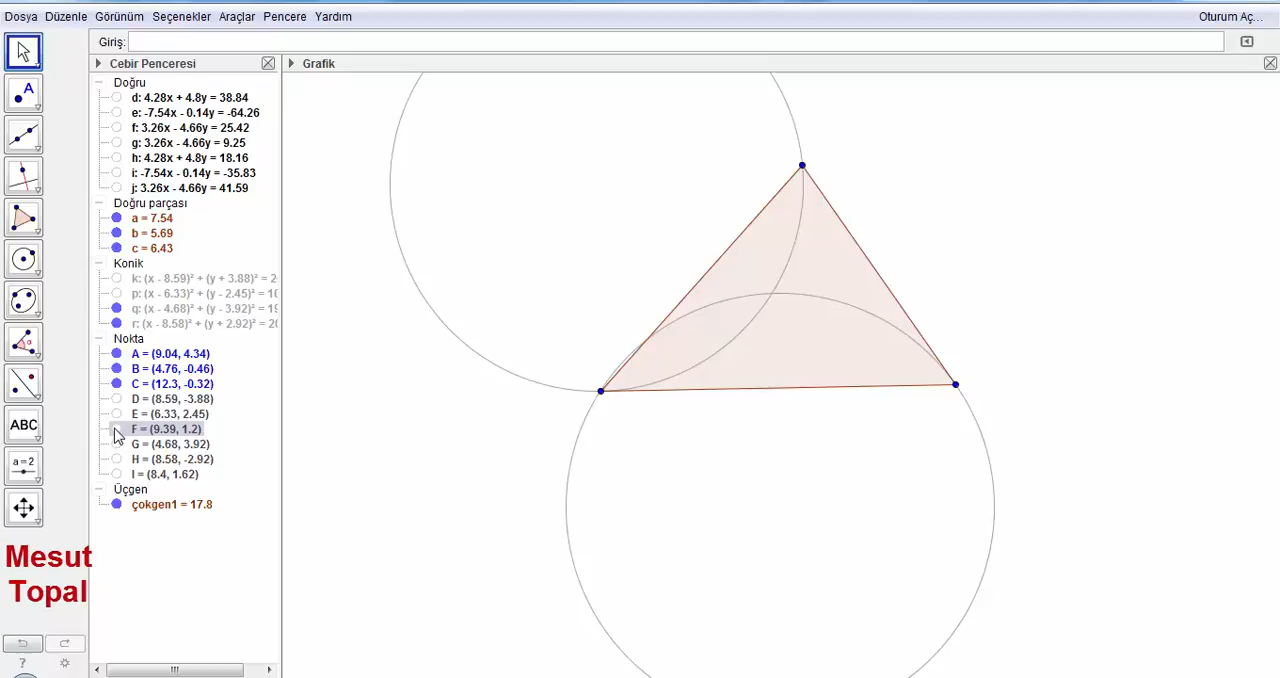 Dosya Düzenle Görünüm Seçenekler Araçlar Pencere Yardım Oturum Aç...
Giriş:
Cebir Penceresi
Grafik
Doğru
d: 4.28x + 4.8y = 38.84
e: -7.54x - 0.14y = -64.26
f: 3.26x - 4.66y = 25.42
g: 3.26x - 4.66y = 9.25
h: 4.28x + 4.8y = 18.16
i: -7.54x - 0.14y = -35.83
j: 3.26x - 4.66y = 41.59
Doğru parçası
a = 7.54
b = 5.69
c = 6.43
Konik
k: (x - 8.59)² + (y + 3.88)² = 2
p: (x - 6.33)² + (y - 2.45)² = 10
q: (x - 4.68)² + (y - 3.92)² = 19
r: (x - 8.58)² + (y + 2.92)² = 20
Nokta
A = (9.04, 4.34)
B = (4.76, -0.46)
C = (12.3, -0.32)
D = (8.59, -3.88)
E = (6.33, 2.45)
F = (9.39, 1.2)
G = (4.68, 3.92)
H = (8.58, -2.92)
I = (8.4, 1.62)
Üçgen
çokgen1 = 17.8
A
α
ABC
a = 2
Mesut
Topal
?